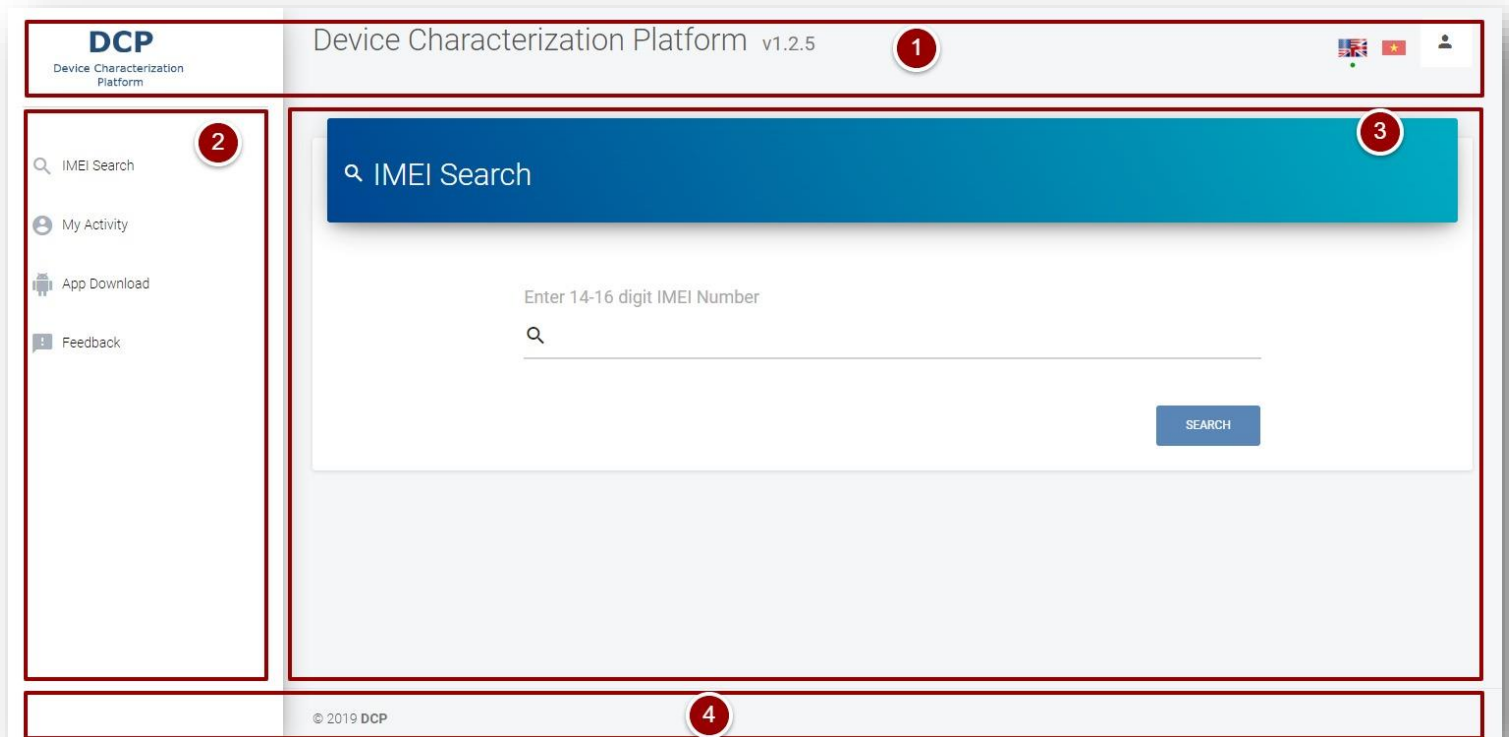 DCP
Device Characterization
Platform
Device Characterization Platform v1.2.5
1
2
IMEI Search
My Activity
App Download
Feedback
3
IMEI Search
Enter 14-16 digit IMEI Number
SEARCH
© 2019 DCP
4